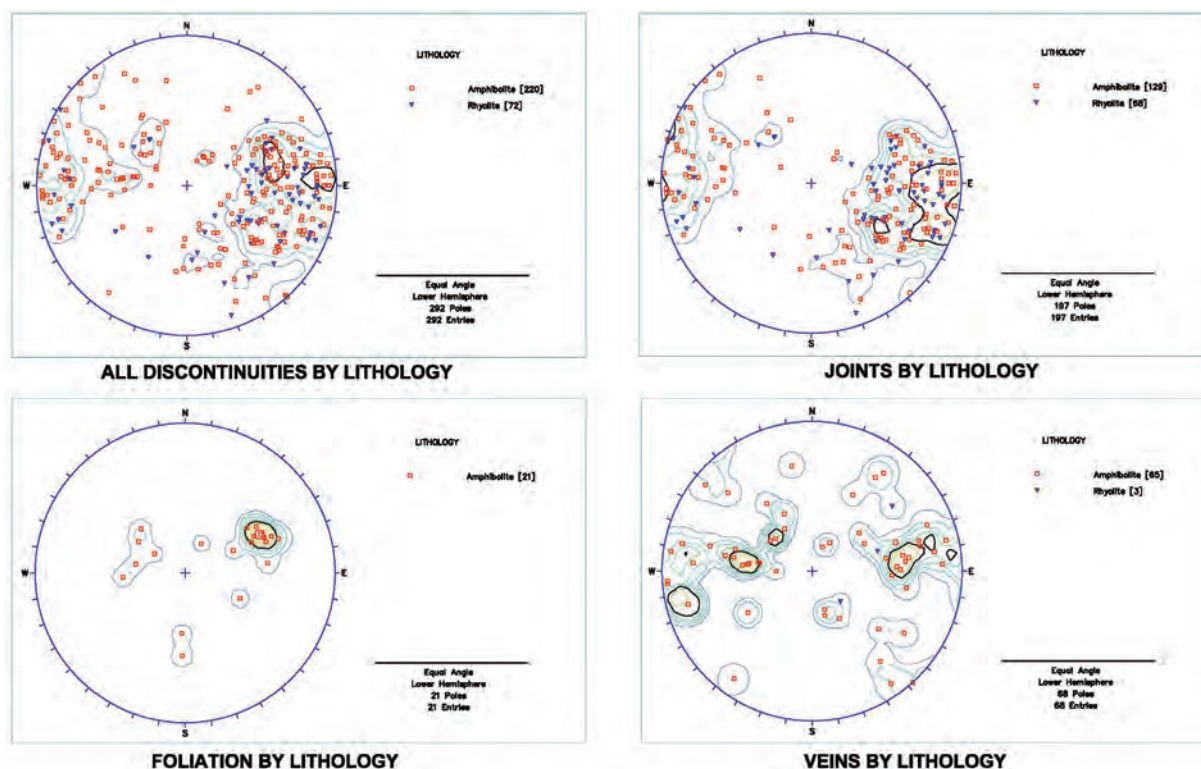 N
W
E
S
LITHOLOGY
Amphibolite [220]
Rhyolite [72]
Equal Angle
Lower Hemisphere
292 Poles
292 Entries
ALL DISCONTINUITIES BY LITHOLOGY
N
W
E
S
LITHOLOGY
Amphibolite [129]
Rhyolite [68]
Equal Angle
Lower Hemisphere
197 Poles
197 Entries
JOINTS BY LITHOLOGY
N
W
E
S
LITHOLOGY
Amphibolite [21]
Equal Angle
Lower Hemisphere
21 Poles
21 Entries
FOLIATION BY LITHOLOGY
N
W
E
S
LITHOLOGY
Amphibolite [65]
Rhyolite [3]
Equal Angle
Lower Hemisphere
68 Poles
68 Entries
VEINS BY LITHOLOGY